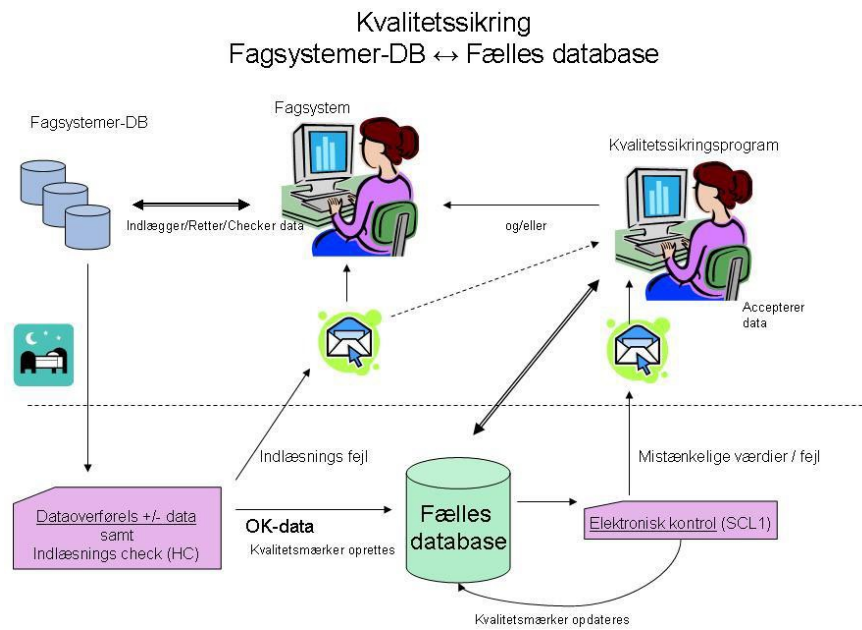 Kvalitetssikring
Fagsystemer-DB ↔ Fælles database
Fagsystem
Fagsystemer-DB
Kvalitetssikringsprogram
Indlægger/Retter/Checker data
og/eller
Accepterer
data
Indlæsnings fejl
Mistænkelige værdier / fejl
Dataoverførels +/- data
samt
Indlæsnings check (HC)
OK-data
Kvalitetsmærker oprettes
Fælles
database
Elektronisk kontrol (SCL1)
Kvalitetsmærker opdateres